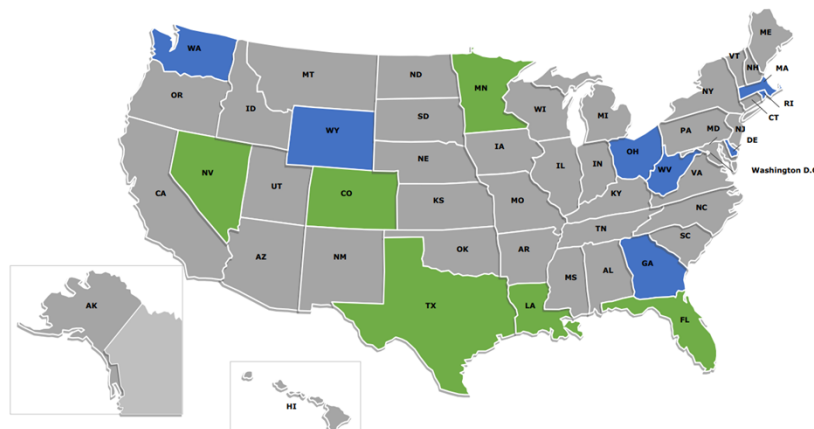 ME
WA
VT
NH
MA
MT
ND
MN
OR
NY
RI
ID
WI
CT
SD
MI
WY
PA
MD
NJ
DE
IA
NE
OH
NV
IL
IN
WV
Washington D.C
UT
CO
VA
CA
KS
MO
KY
NC
TN
OK
AR
SC
AZ
NM
MS
AL
GA
AK
TX
LA
FL
HI